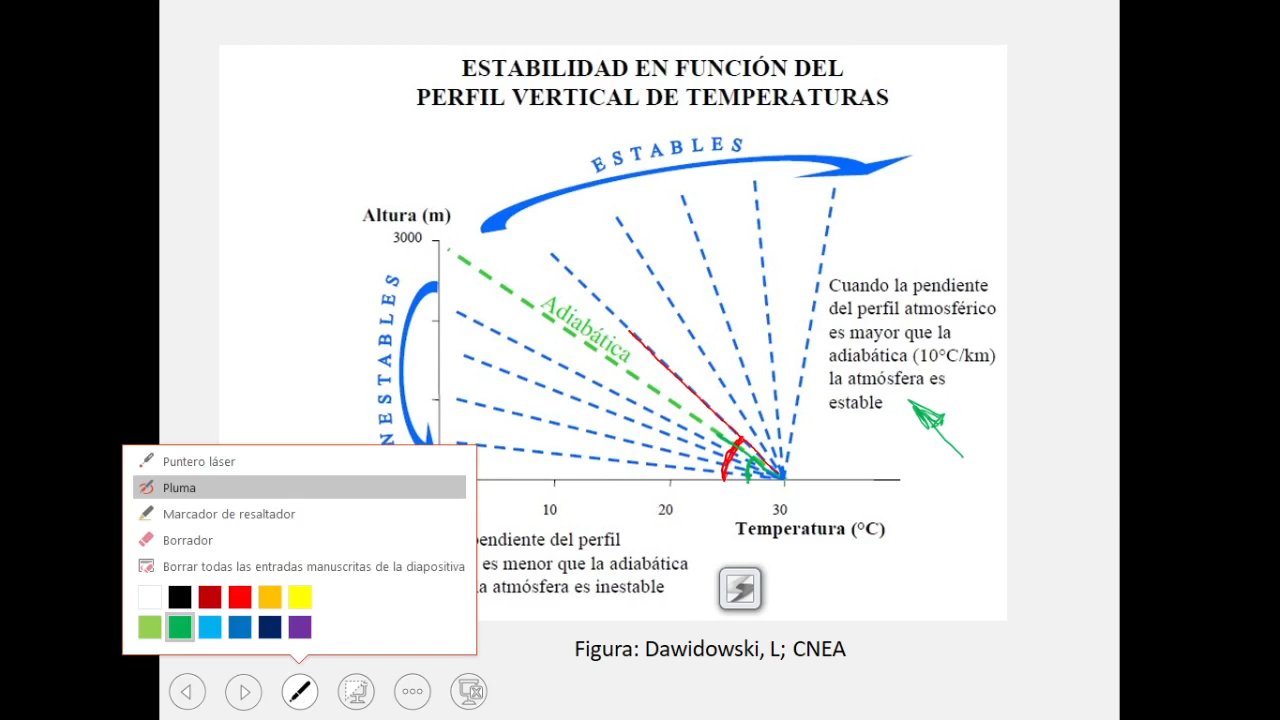 ESTABILIDAD EN FUNCIÓN DEL
PERFIL VERTICAL DE TEMPERATURAS
ESTABLES
Altura (m)
3000
NESTABLES
Adiabática
Cuando la pendiente
del perfil atmosférico
es mayor que la
adiabática (10°C/km)
la atmósfera es
estable
10
20
30
Temperatura (°C)
pendiente del perfil
es menor que la adiabática
la atmósfera es inestable
Puntero láser
Pluma
Marcador de resaltador
Borrador
Borrar todas las entradas manuscritas de la diapositiva
Figura: Dawidowski, L; CNEA